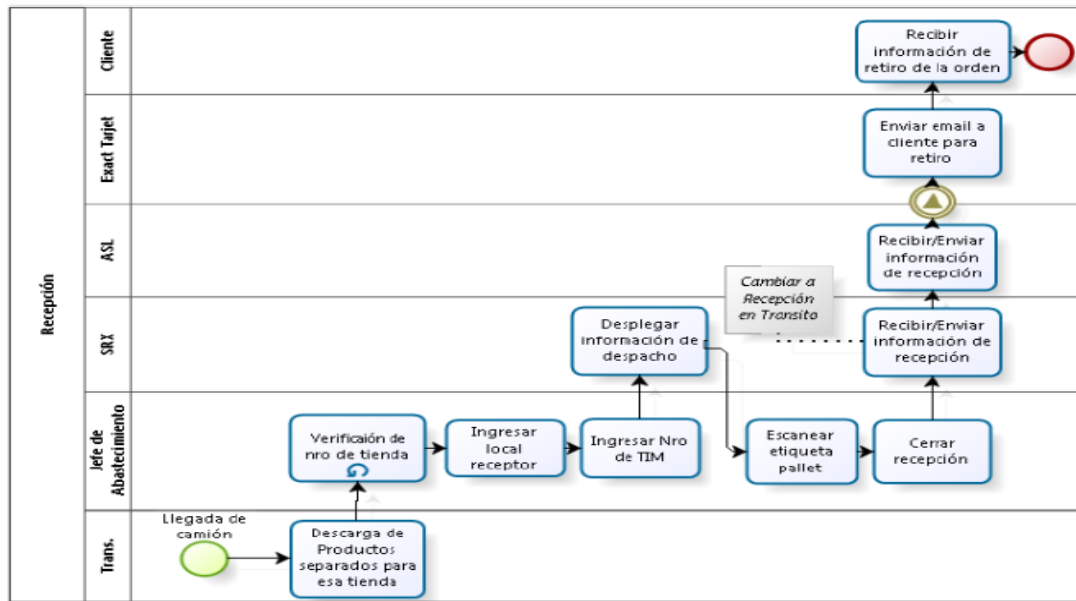 Recepción
Cliente
Recibir
información de
retiro de la orden
Exact Tarjet
Enviar email a
cliente para
retiro
ASL
Recibir/Enviar
información
de recepción
SRX
Desplegar
información de
despacho
Cambiar a
Recepción
en Transito
Recibir/Enviar
información de
recepción
Jefe de
Abastecimiento
Verificaión de
nro de tienda
Ingresar
local
receptor
Ingresar Nro
de TIM
Escanear
etiqueta
pallet
Cerrar
recepción
Trans.
Llegada de
camión
Descarga de
Productos
separados para
esa tienda